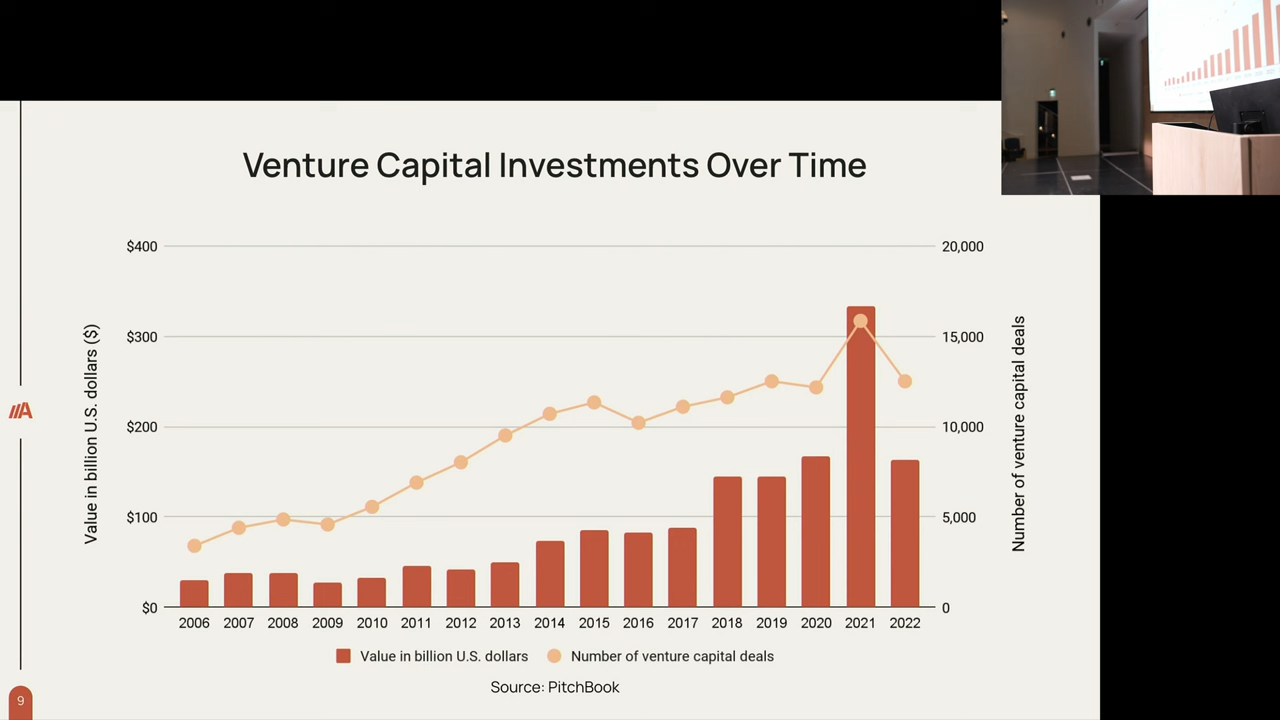 Venture Capital Investments Over Time
$400
20,000
$300
15,000
$200
10,000
$100
5,000
$0
0
Value in billion U.S. dollars ($)
Number of venture capital deals
2006 2007 2008 2009 2010 2011 2012 2013 2014 2015 2016 2017 2018 2019 2020 2021 2022
Value in billion U.S. dollars
Number of venture capital deals
Source: PitchBook
//A
9